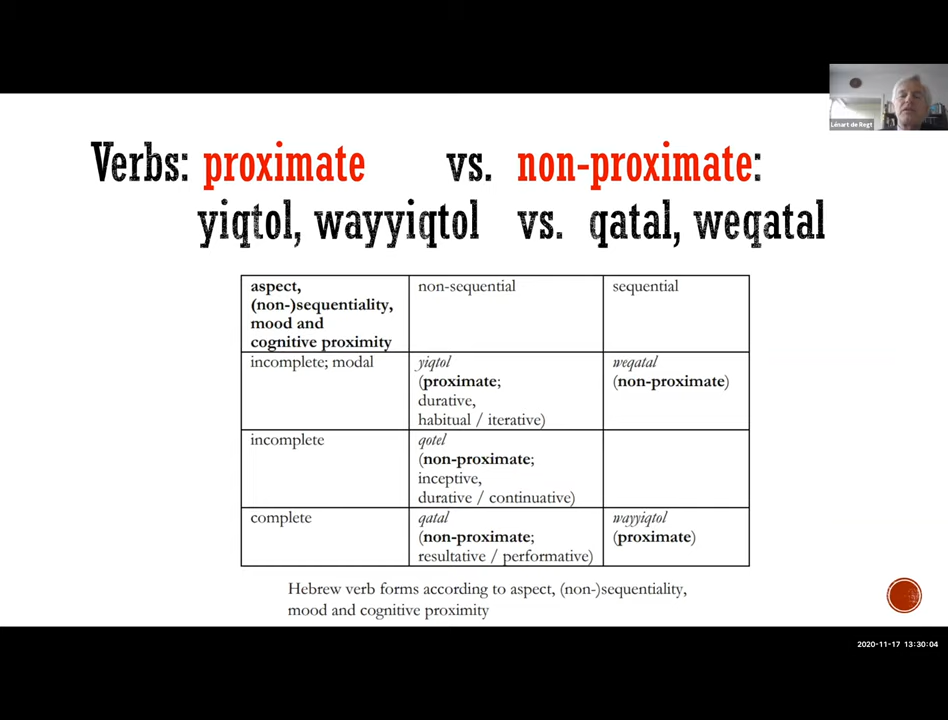 Lénart de Regt
Verbs: proximate vs. non-proximate:
yiqtol, wayyiqtol vs. qatal, weqatal
aspect, (non-)sequentiality, mood and cognitive proximity
non-sequential
sequential
incomplete; modal
yiqtol
(proximate;
durative,
habitual / iterative)
weqatal
(non-proximate)
incomplete
qotel
(non-proximate;
inceptive,
durative / continuative)
complete
qatal
(non-proximate;
resultative / performative)
wayyiqtol
(proximate)
Hebrew verb forms according to aspect, (non-)sequentiality,
mood and cognitive proximity
2020-11-17 13:30:04